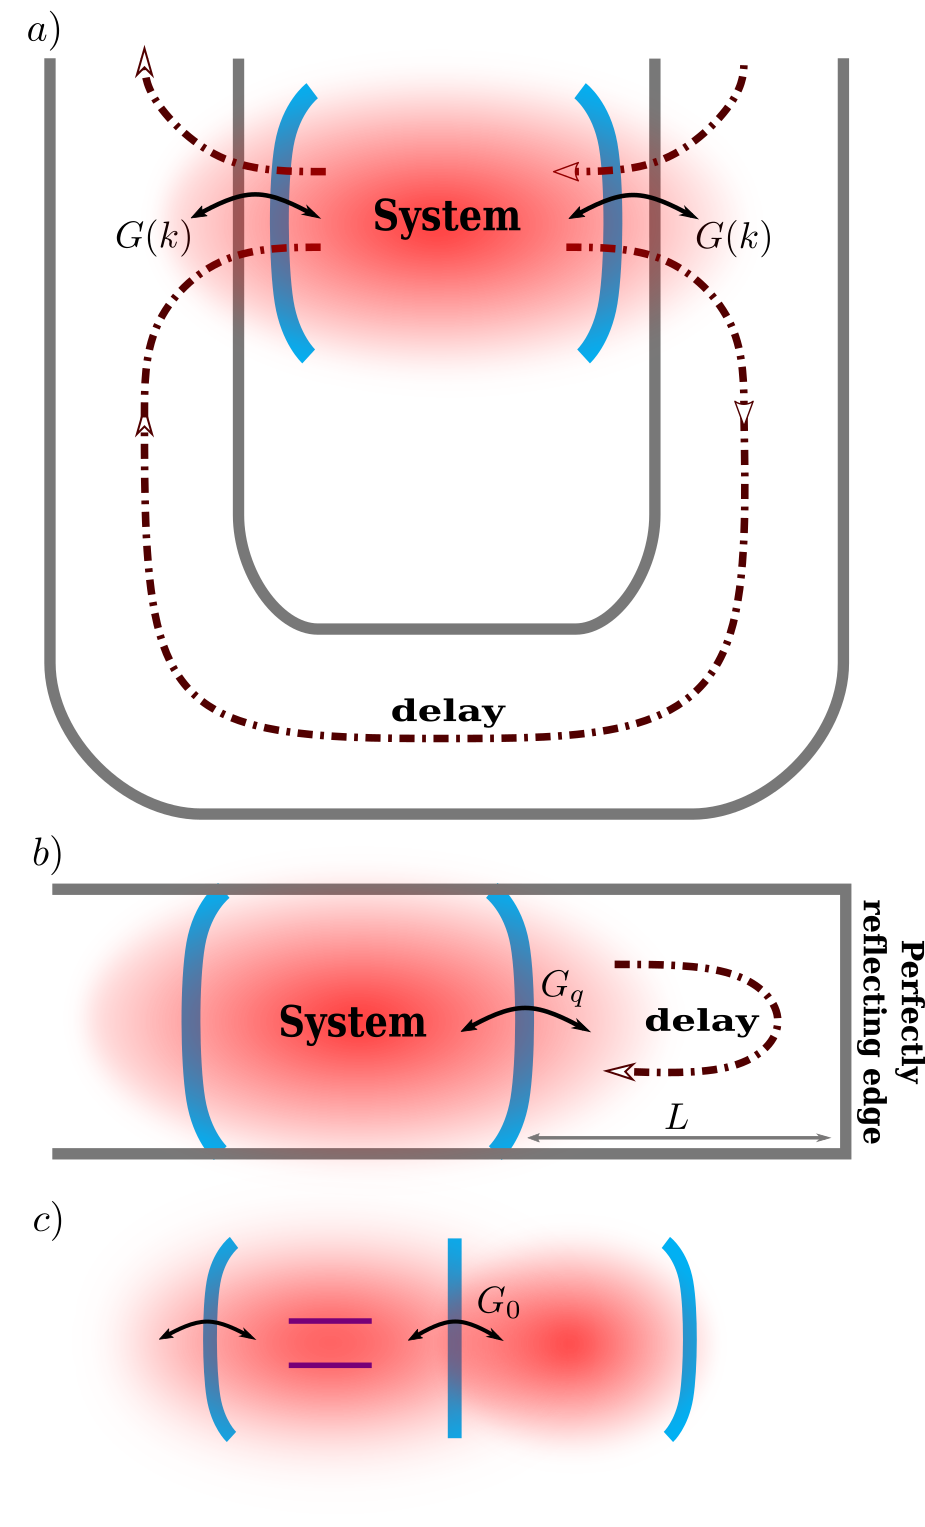 a)
System
G(k)
G(k)
delay
b)
G_q
System
delay
L
Perfectly
reflecting edge
c)
G_0